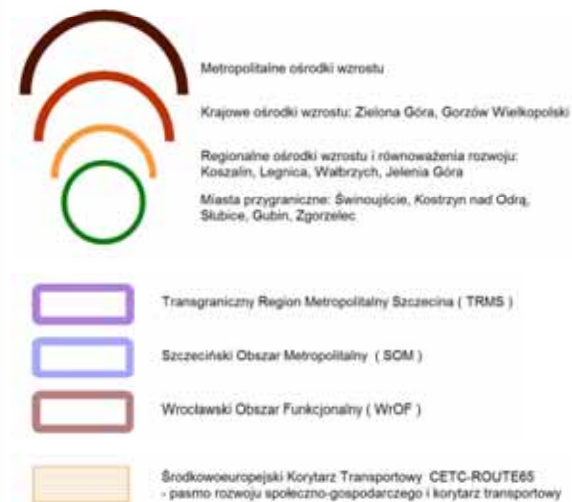 Metropolitalne ośrodki wzrostu
Krajowe ośrodki wzrostu: Zielona Góra, Gorzów Wielkopolski
Regionalne ośrodki wzrostu i równoważenia rozwoju:
Koszalin, Legnica, Wałbrzych, Jelenia Góra
Miasta przygraniczne: Świnoujście, Kostrzyn nad Odrą,
Słubice, Gubin, Zgorzelec
Transgraniczny Region Metropolitalny Szczecina ( TRMS )
Szczeciński Obszar Metropolitalny ( SOM )
Wrocławski Obszar Funkcjonalny ( WrOF )
Środkowoeuropejski Korytarz Transportowy CETC-ROUTE65
- pasmo rozwoju społeczno-gospodarczego i korytarz transportowy